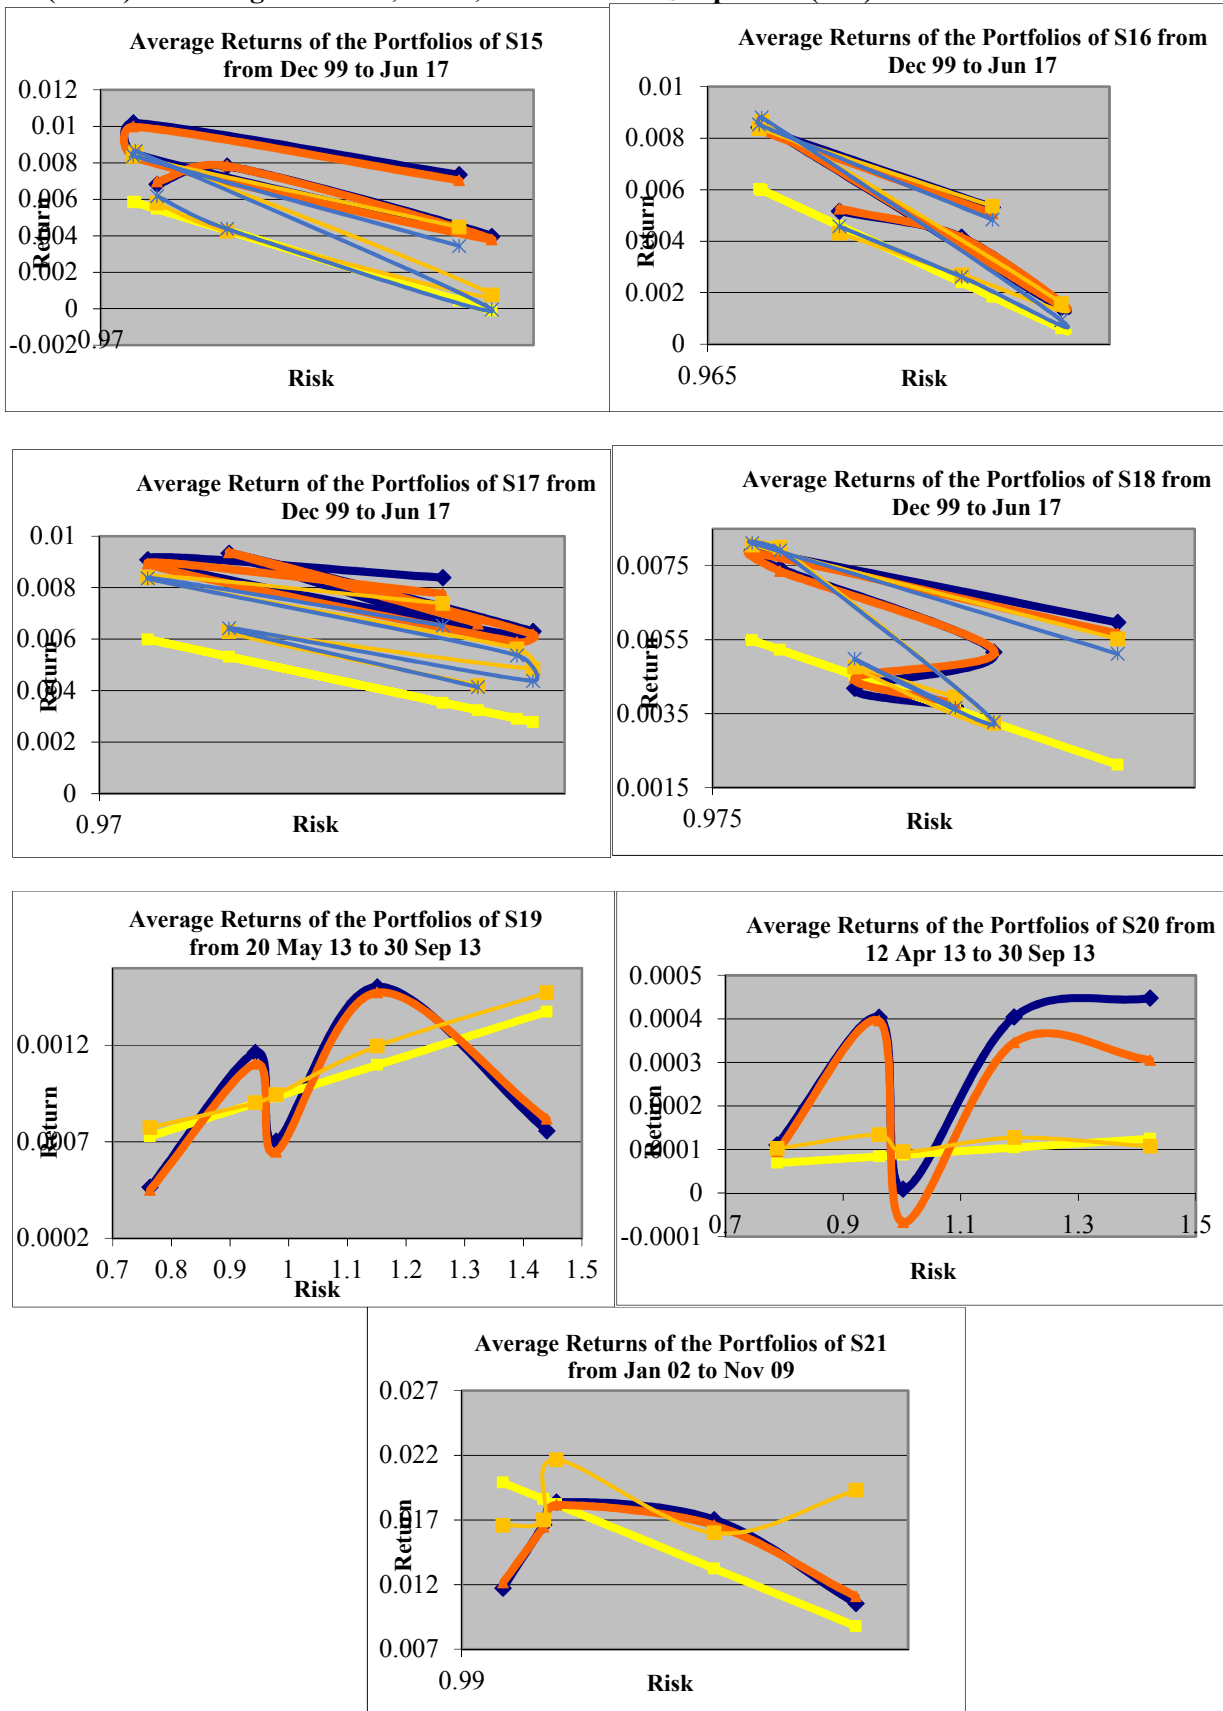 Average Returns of the Portfolios of S15
from Dec 99 to Jun 17
0.012
0.01
0.008
0.006
0.004
0.002
0
-0.002
0.97
Return
Risk
Average Returns of the Portfolios of S16 from
Dec 99 to Jun 17
0.01
0.008
0.006
0.004
0.002
0
0.965
Return
Risk
Average Return of the Portfolios of S17 from
Dec 99 to Jun 17
0.01
0.008
0.006
0.004
0.002
0
0.97
Return
Risk
Average Returns of the Portfolios of S18 from
Dec 99 to Jun 17
0.0075
0.0055
0.0035
0.0015
0.975
Return
Risk
Average Returns of the Portfolios of S19
from 20 May 13 to 30 Sep 13
0.0012
0.0007
0.0002
0.7 0.8 0.9 1 1.1 1.2 1.3 1.4 1.5
Return
Risk
Average Returns of the Portfolios of S20 from
12 Apr 13 to 30 Sep 13
0.0005
0.0004
0.0003
0.0002
0.0001
0
-0.0001
0.7 0.9 1.1 1.3 1.5
Return
Risk
Average Returns of the Portfolios of S21
from Jan 02 to Nov 09
0.027
0.022
0.017
0.012
0.007
0.99
Return
Risk